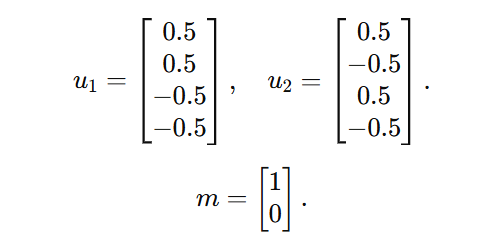 u₁ = [0.5 0.5 −0.5 −0.5], u₂ = [0.5 −0.5 0.5 −0.5].
m = [1 0].